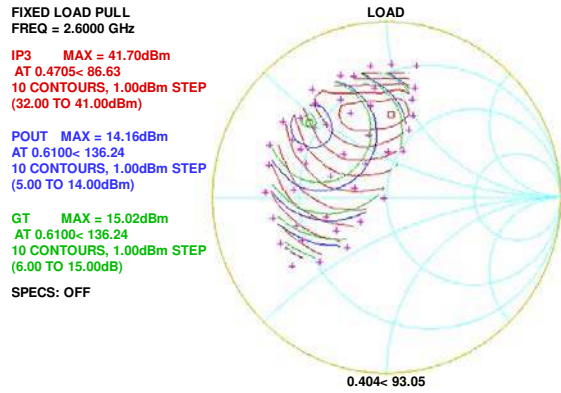 FIXED LOAD PULL
FREQ = 2.6000 GHz
LOAD
IP3 MAX = 41.70dBm
AT 0.4705< 86.63
10 CONTOURS, 1.00dBm STEP
(32.00 TO 41.00dBm)
POUT MAX = 14.16dBm
AT 0.6100< 136.24
10 CONTOURS, 1.00dBm STEP
(5.00 TO 14.00dBm)
GT MAX = 15.02dBm
AT 0.6100< 136.24
10 CONTOURS, 1.00dBm STEP
(6.00 TO 15.00dB)
SPECS: OFF
0.404< 93.05